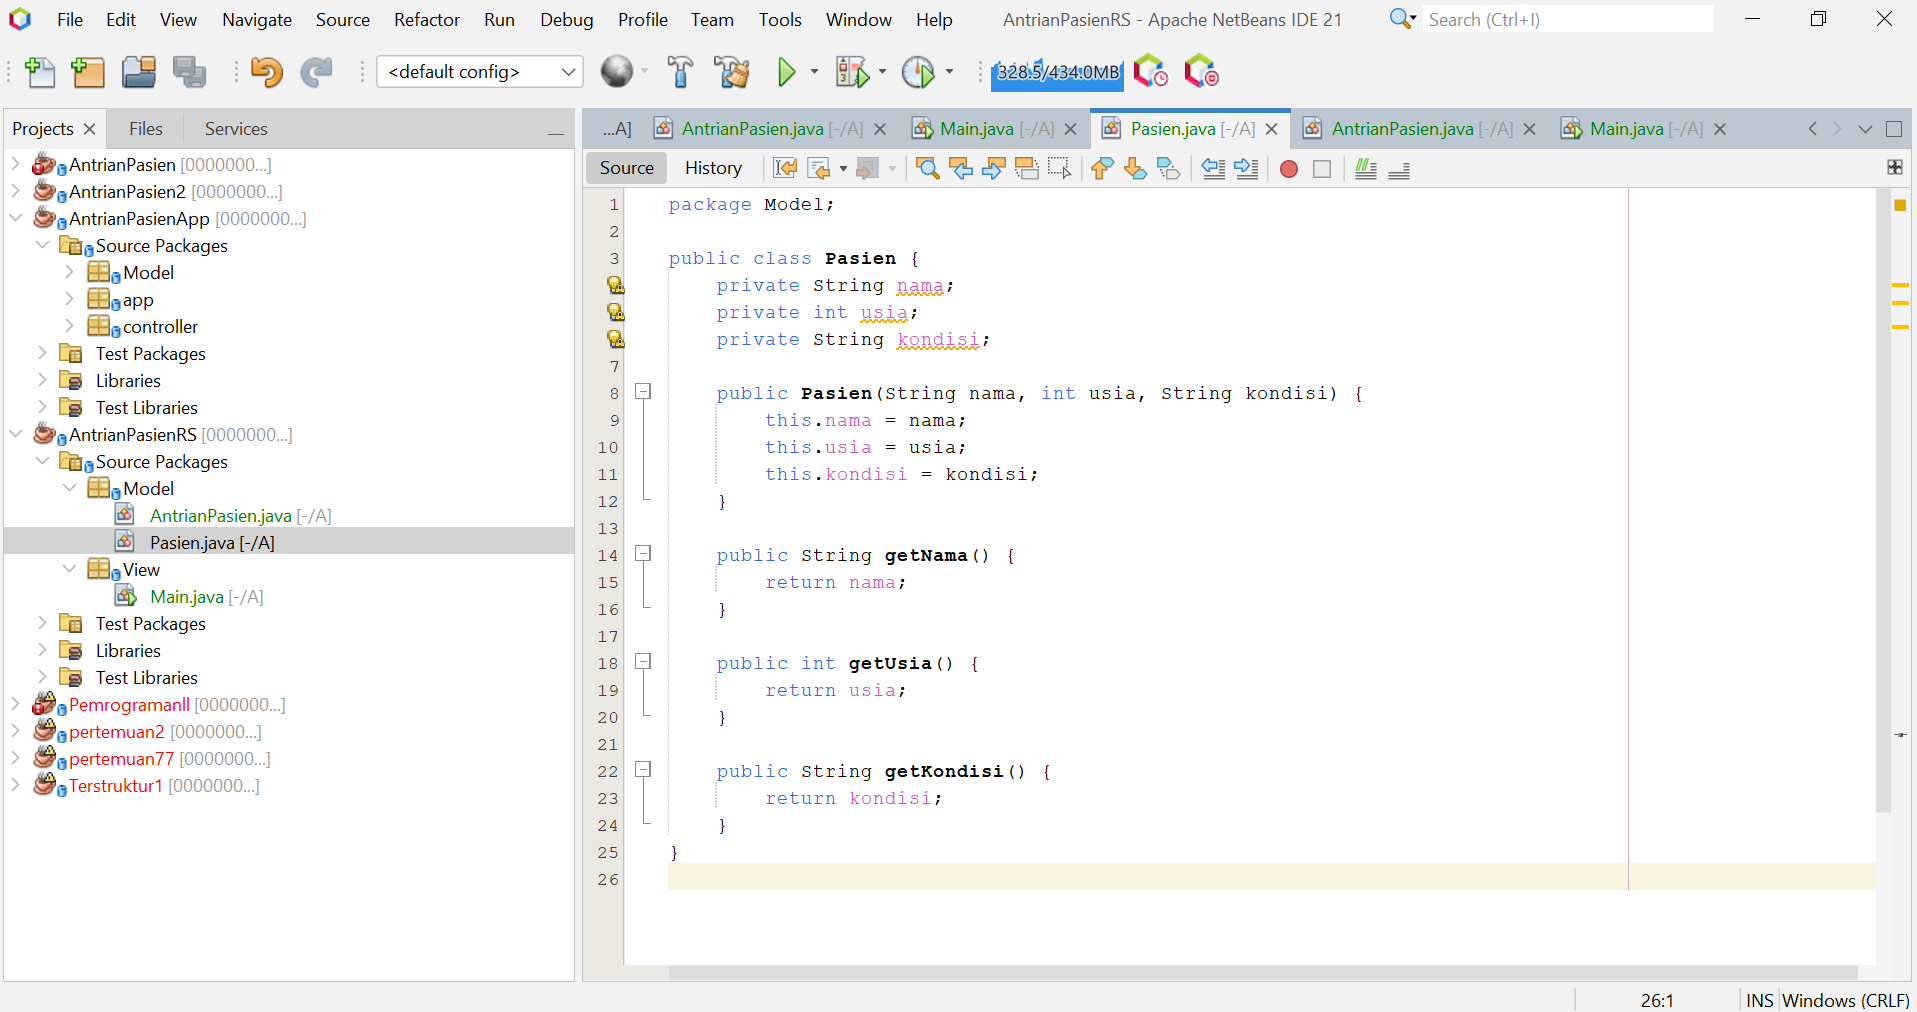 File Edit View Navigate Source Refactor Run Debug Profile Team Tools Window Help AntrianPasienRS - Apache NetBeans IDE 21 Search (Ctrl+I)
<default config> 328.5/434.0MB
Projects Files Services
AntrianPasien [0000000...]
AntrianPasien2 [0000000...]
AntrianPasienApp [0000000...]
Source Packages
Model
app
controller
Test Packages
Libraries
Test Libraries
AntrianPasienRS [0000000...]
Source Packages
Model
AntrianPasien.java [-/A]
Pasien.java [-/A]
View
Main.java [-/A]
Test Packages
Libraries
Test Libraries
Pemrogramanll [0000000...]
pertemuan2 [0000000...]
pertemuan77 [0000000...]
Terstruktur1 [0000000...]
...A] AntrianPasien.java [-/A] Main.java [-/A] Pasien.java [-/A] AntrianPasien.java [-/A] Main.java [-/A]
Source History
1 package Model;
2
3 public class Pasien {
private String nama;
private int usia;
private String kondisi;
7
8 public Pasien(String nama, int usia, String kondisi) {
9 this.nama = nama;
10 this.usia = usia;
11 this.kondisi = kondisi;
12 }
13
14 public String getNama() {
15 return nama;
16 }
17
18 public int getUsia() {
19 return usia;
20 }
21
22 public String getKondisi() {
23 return kondisi;
24 }
25 }
26
26:1 INS Windows (CRLF)